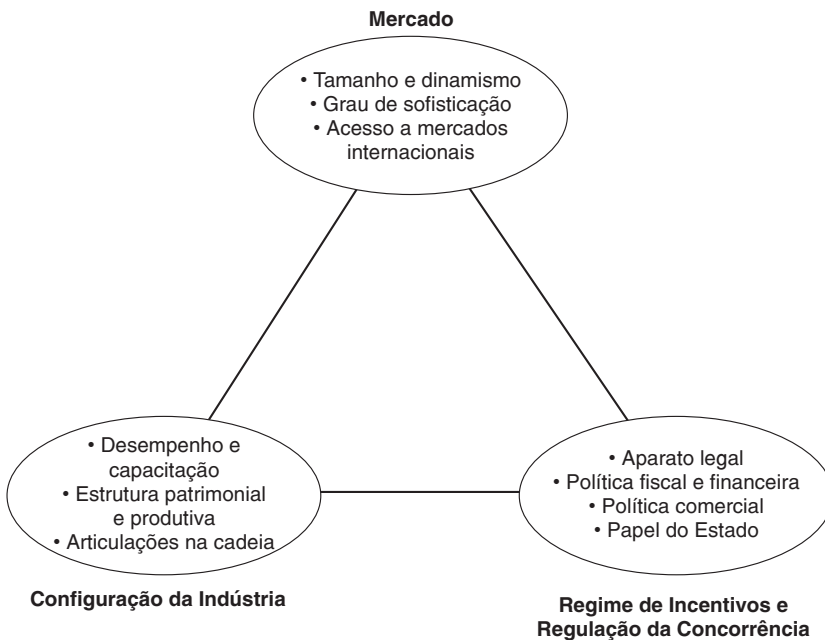 Mercado
• Tamanho e dinamismo
• Grau de sofisticação
• Acesso a mercados
internacionais
• Desempenho e
capacitação
• Estrutura patrimonial
e produtiva
• Articulações na cadeia
Configuração da Indústria
• Aparato legal
• Política fiscal e financeira
• Política comercial
• Papel do Estado
Regime de Incentivos e
Regulação da Concorrência